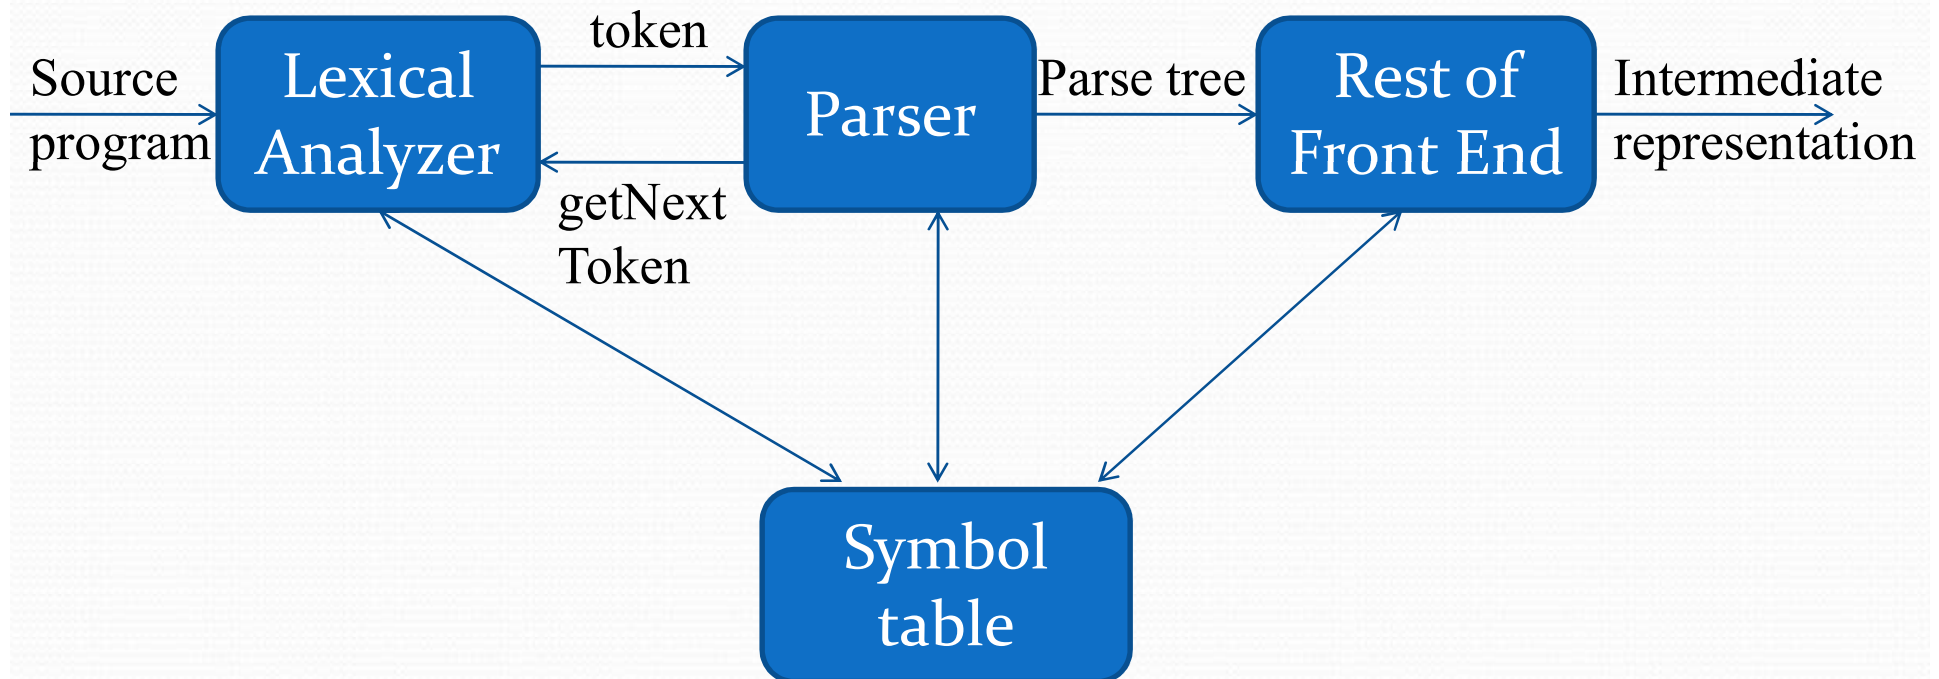 Source
program
Lexical
Analyzer
token
getNext
Token
Parser
Parse tree
Rest of
Front End
Intermediate
representation
Symbol
table